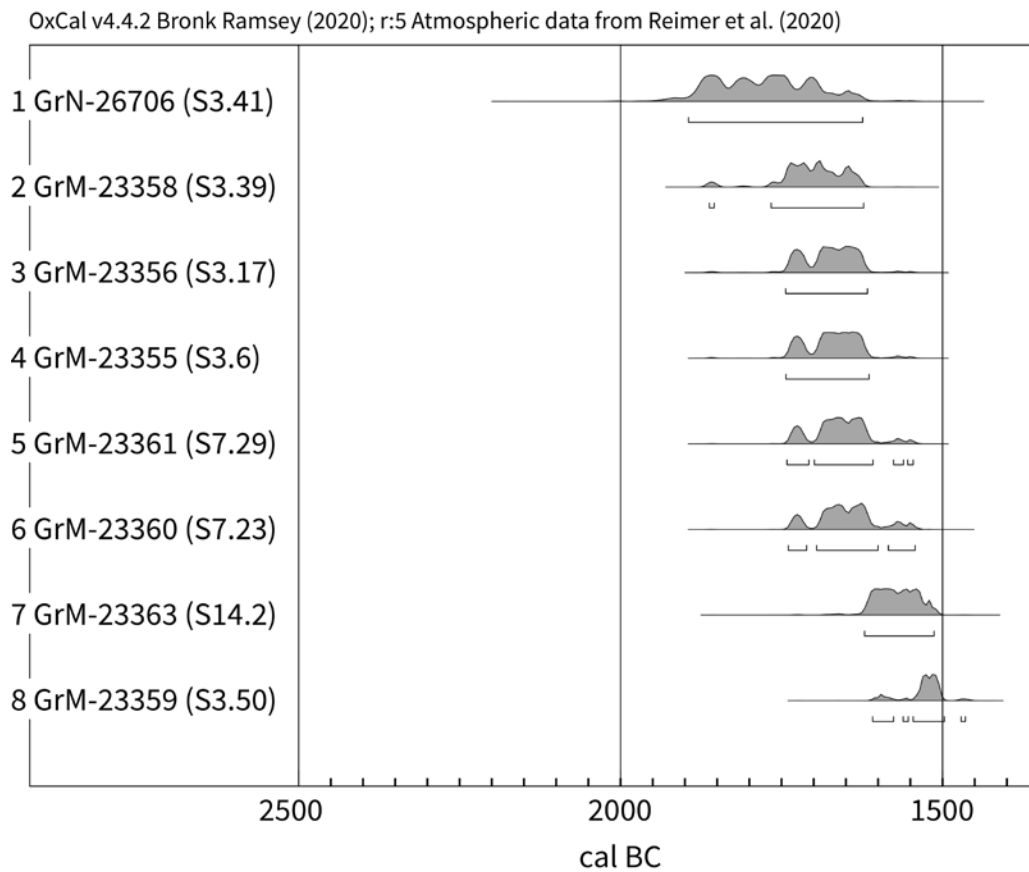 OxCal v4.4.2 Bronk Ramsey (2020); r:5 Atmospheric data from Reimer et al. (2020)
1 GrN-26706 (S3.41)
2 GrM-23358 (S3.39)
3 GrM-23356 (S3.17)
4 GrM-23355 (S3.6)
5 GrM-23361 (S7.29)
6 GrM-23360 (S7.23)
7 GrM-23363 (S14.2)
8 GrM-23359 (S3.50)
2500 2000 1500
cal BC